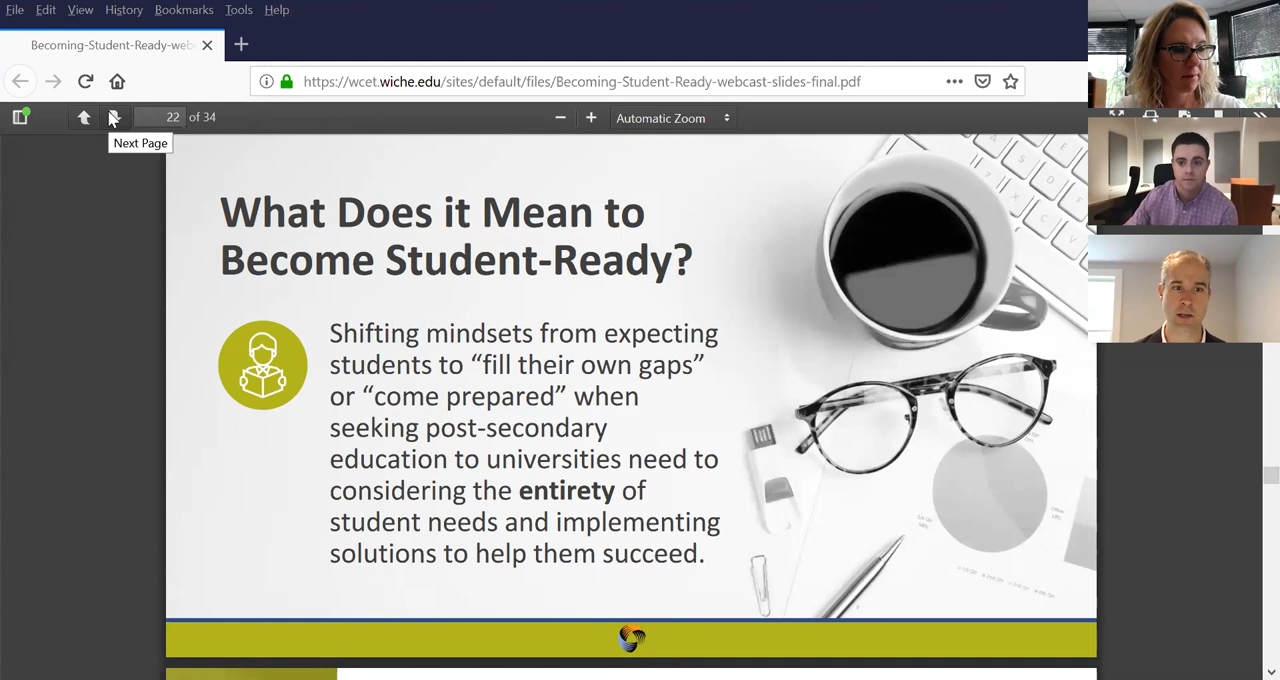 File Edit View History Bookmarks Tools Help
Becoming-Student-Ready-web
https://wcet.wiche.edu/sites/default/files/Becoming-Student-Ready-webcast-slides-final.pdf
22 of 34
Automatic Zoom
Next Page
What Does it Mean to
Become Student-Ready?
Shifting mindsets from expecting
students to “fill their own gaps”
or “come prepared” when
seeking post-secondary
education to universities need to
considering the entirety of
student needs and implementing
solutions to help them succeed.